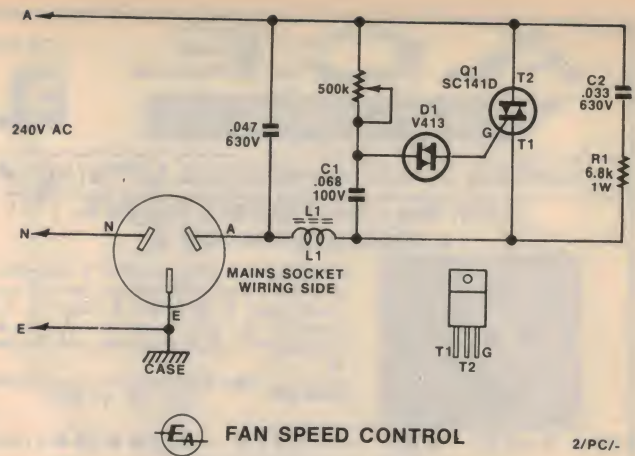 A
240V AC
.047
630V
500k
C1
.068
100V
D1
V413
Q1
SC141D
T2
G
T1
C2
.033
630V
R1
6.8k
1W
N
N
A
L1
L1
MAINS SOCKET
WIRING SIDE
E
E
CASE
T1
G
T2
EA
FAN SPEED CONTROL
2/PC/-